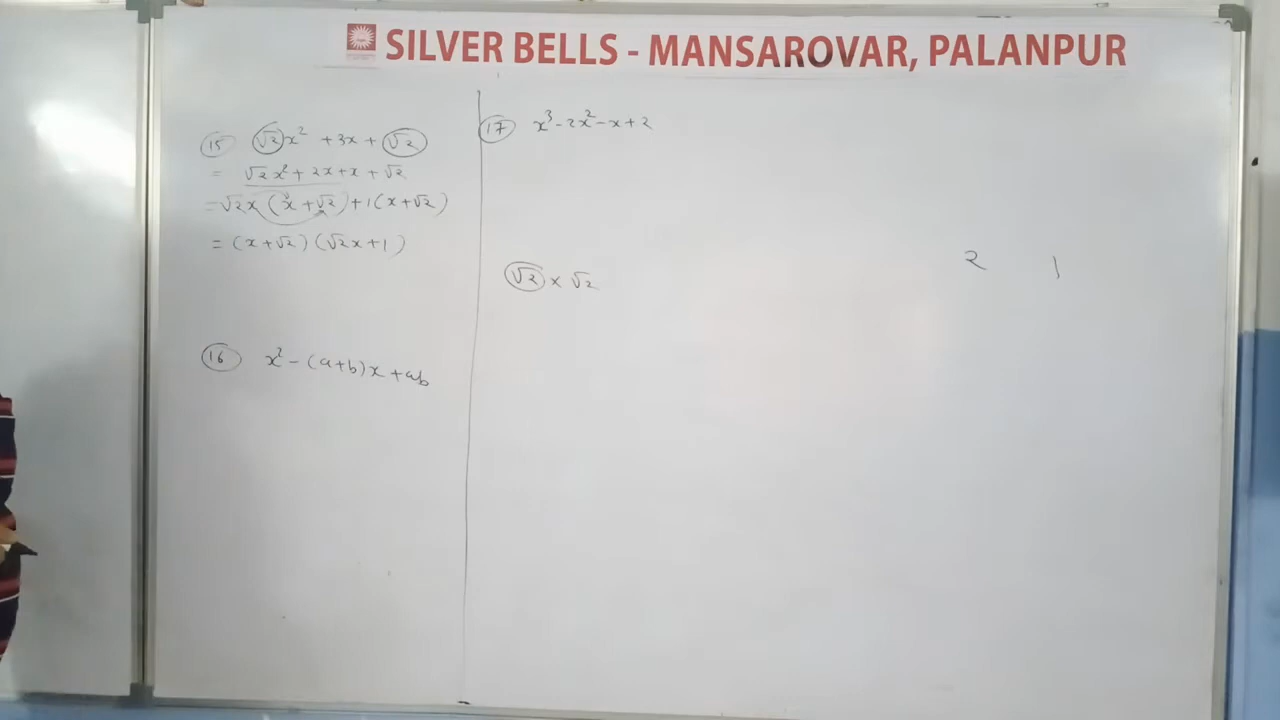 SILVER BELLS - MANSAROVAR, PALANPUR
15 √2x² + 3x + √2
= √2x² + 2x + x + √2
= √2x (x + √2) + 1 (x + √2)
= (x + √2) (√2x + 1)
16 x² - (a+b)x + ab
17 x³ - 2x² - x + 2
√2 × √2
2 1